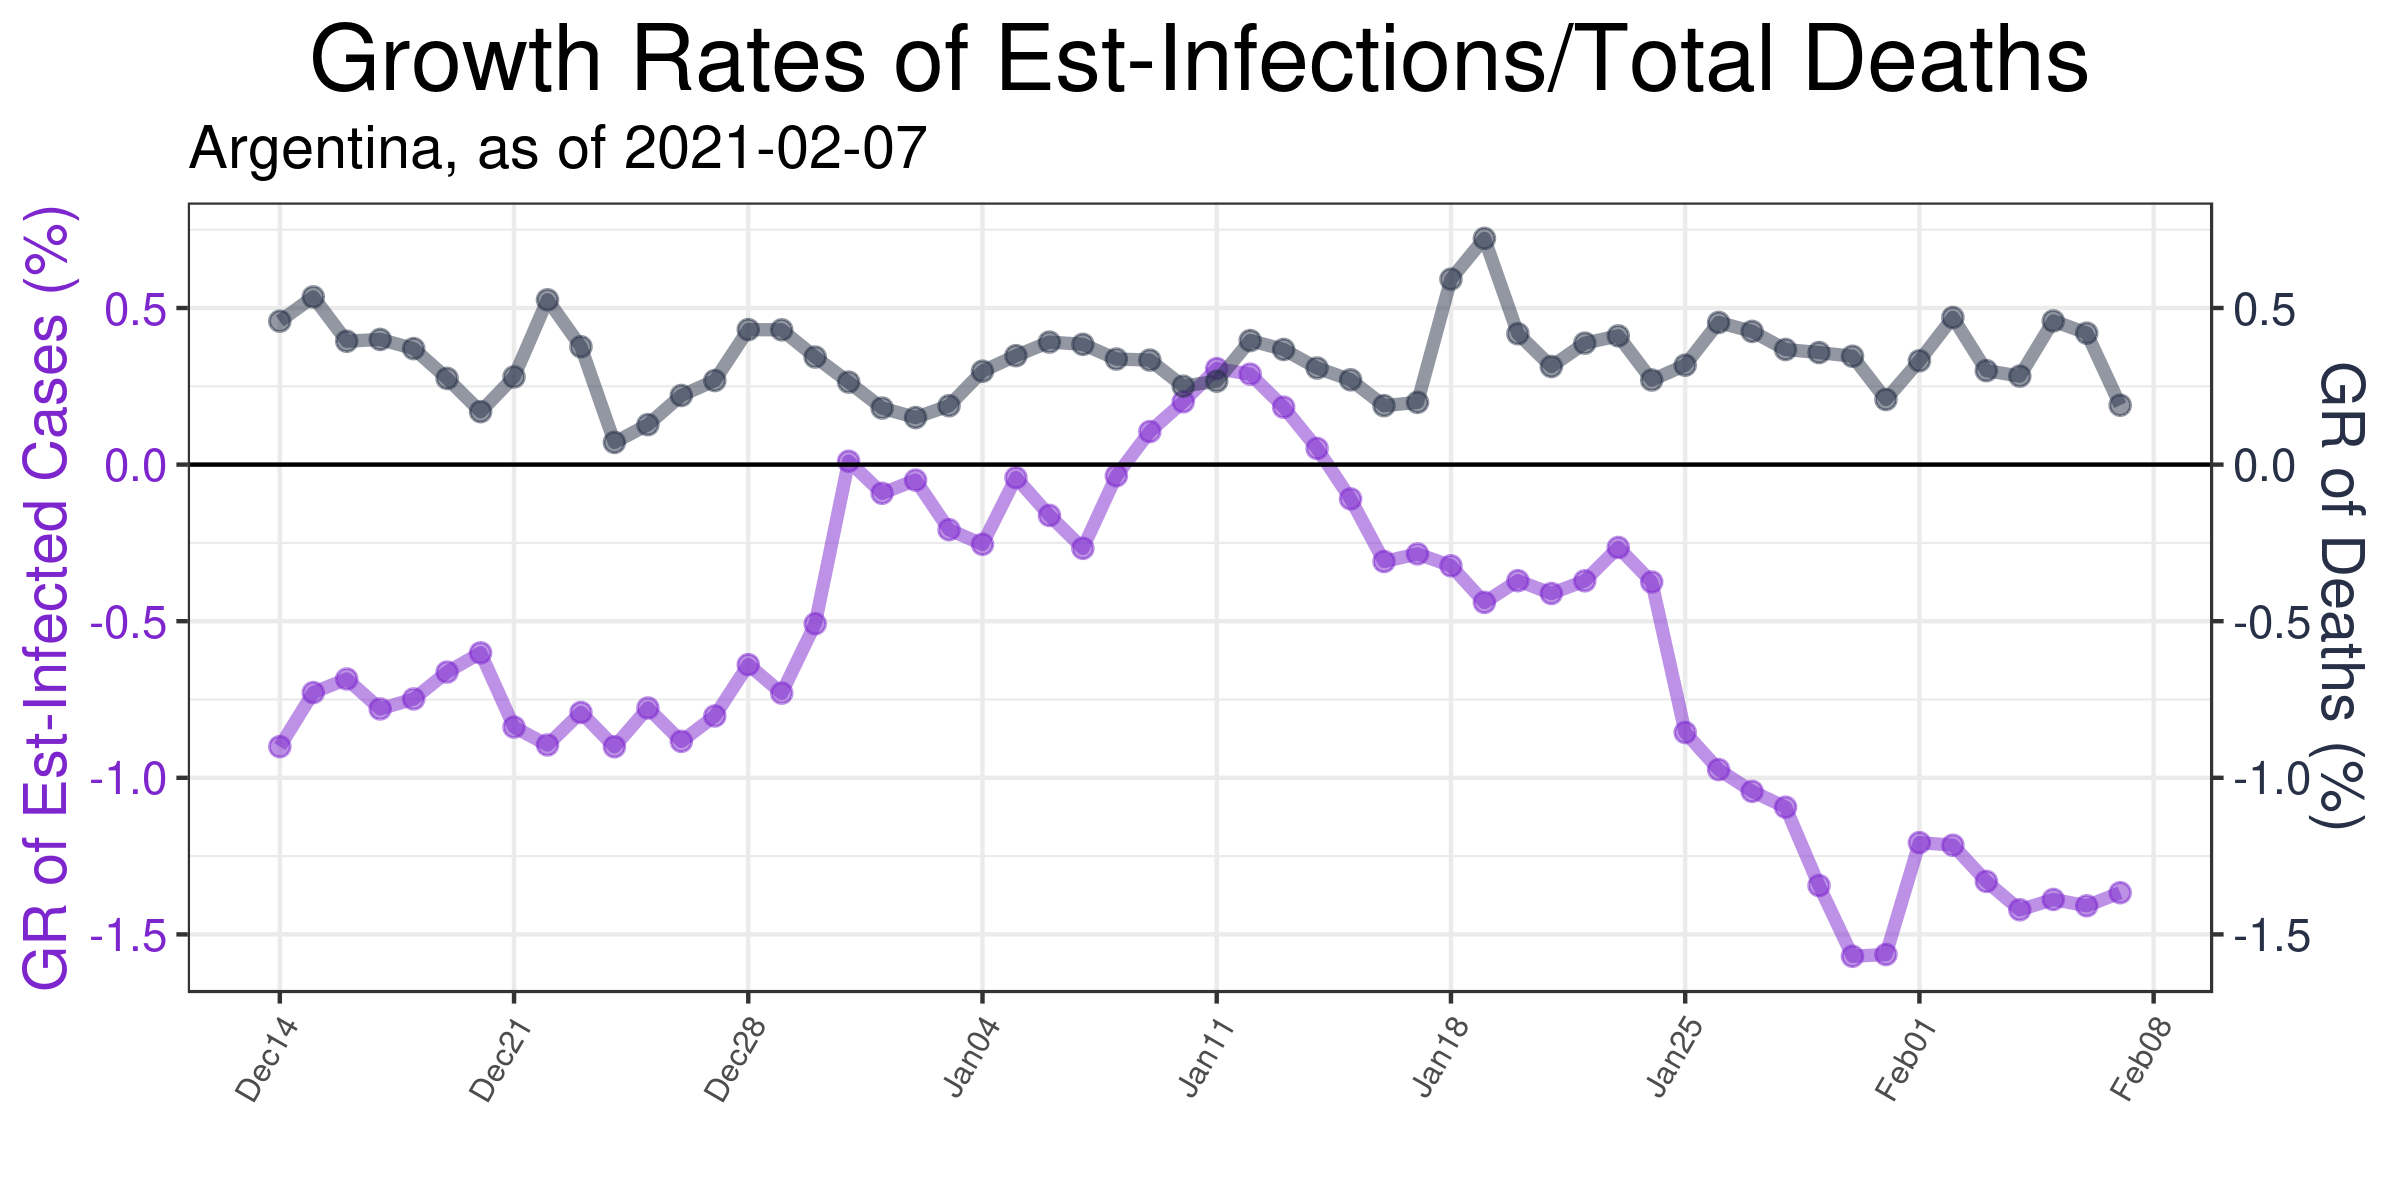 Growth Rates of Est-Infections/Total Deaths
Argentina, as of 2021-02-07
GR of Est-Infected Cases (%)
0.5
0.0
-0.5
-1.0
-1.5
0.5
0.0
-0.5
-1.0
-1.5
GR of Deaths (%)
Dec14
Dec21
Dec28
Jan04
Jan11
Jan18
Jan25
Feb01
Feb08